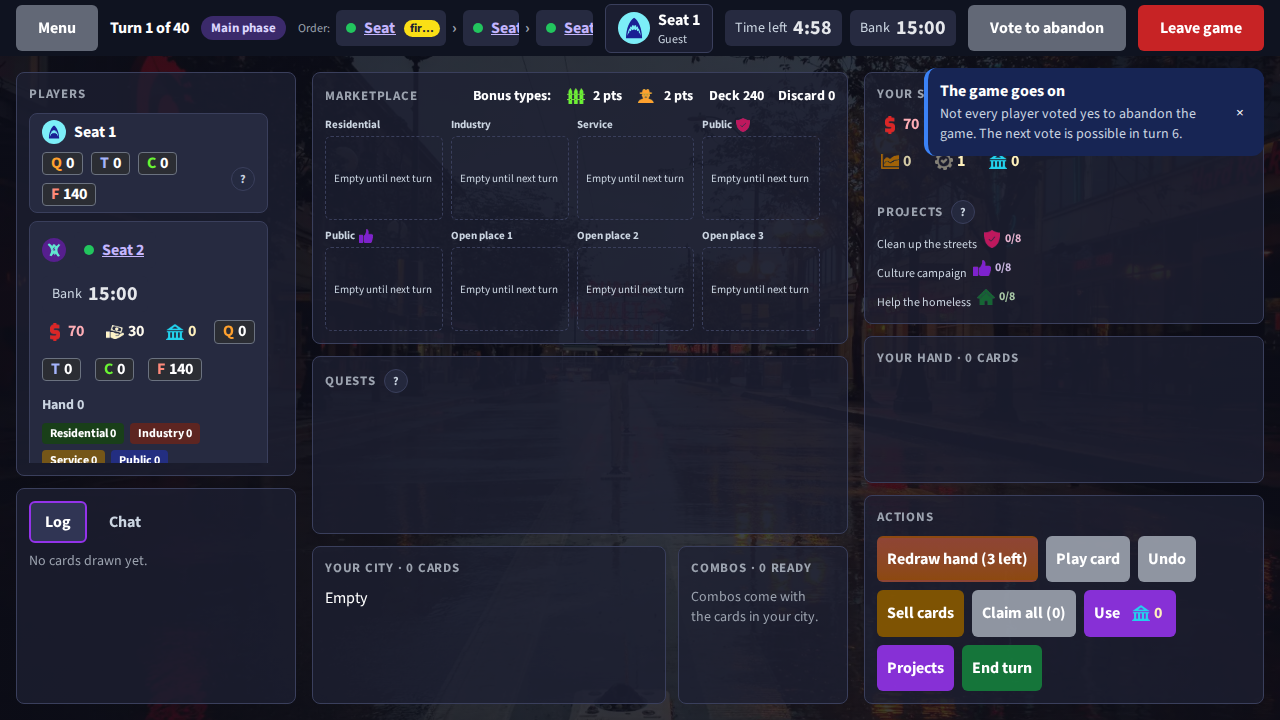 Menu
Turn 1 of 40
Main phase
Order:
Seat
fir…
›
Seat
›
Seat
Seat 1
Guest
Time left 4:58
Bank 15:00
Vote to abandon
Leave game
PLAYERS
Seat 1
Q 0
T 0
C 0
F 140
?
Seat 2
Bank 15:00
70
30
0
Q 0
T 0
C 0
F 140
Hand 0
Residential 0
Industry 0
Service 0
Public 0
Log
Chat
No cards drawn yet.
MARKETPLACE
Bonus types:
2 pts
2 pts
Deck 240
Discard 0
Residential
Industry
Service
Public
Empty until next turn
Empty until next turn
Empty until next turn
Empty until next turn
Public
Open place 1
Open place 2
Open place 3
Empty until next turn
Empty until next turn
Empty until next turn
Empty until next turn
QUESTS
?
YOUR CITY · 0 CARDS
Empty
COMBOS · 0 READY
Combos come with
the cards in your city.
YOUR S
The game goes on
Not every player voted yes to abandon the
game. The next vote is possible in turn 6.
×
$ 70
0
1
0
PROJECTS
?
Clean up the streets
0/8
Culture campaign
0/8
Help the homeless
0/8
YOUR HAND · 0 CARDS
ACTIONS
Redraw hand (3 left)
Play card
Undo
Sell cards
Claim all (0)
Use 0
Projects
End turn